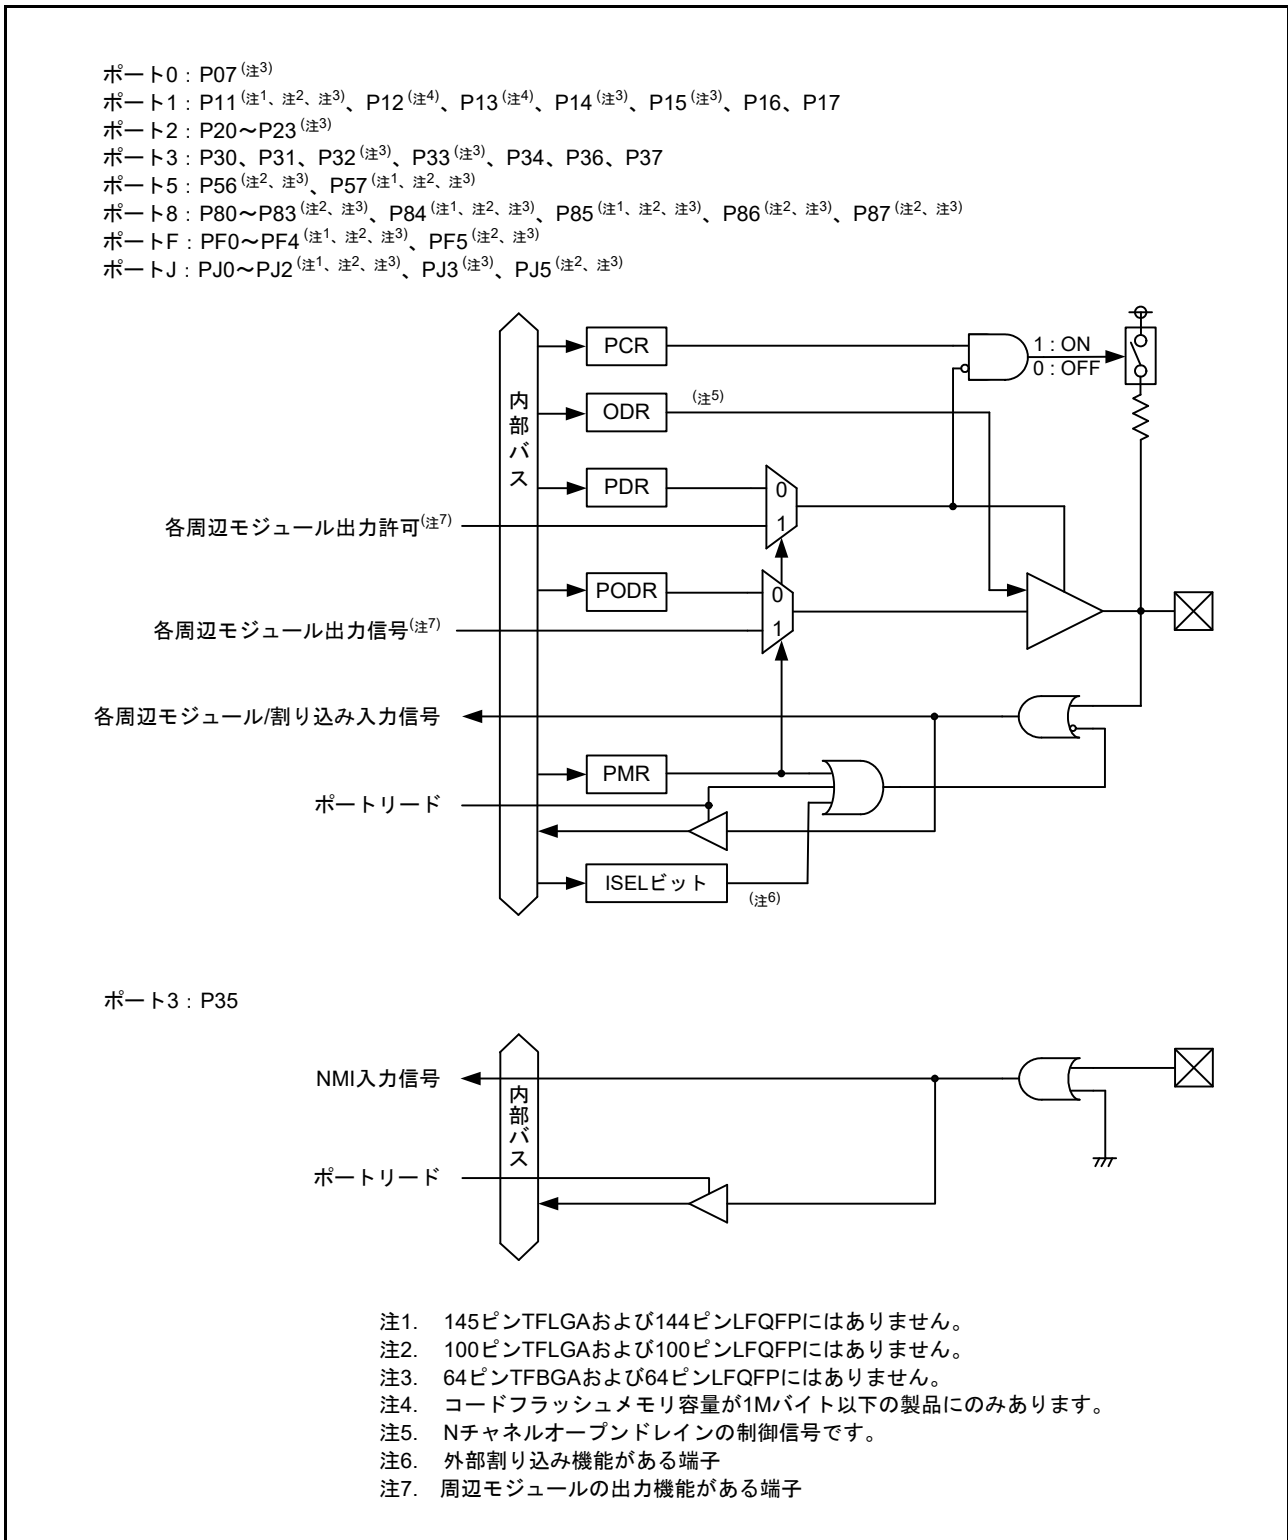 ポート0:P07(注3)
ポート1:P11(注1、注2、注3)、P12(注4)、P13(注4)、P14(注3)、P15(注3)、P16、P17
ポート2:P20~P23(注3)
ポート3:P30、P31、P32(注3)、P33(注3)、P34、P36、P37
ポート5:P56(注2、注3)、P57(注1、注2、注3)
ポート8:P80~P83(注2、注3)、P84(注1、注2、注3)、P85(注1、注2、注3)、P86(注2、注3)、P87(注2、注3)
ポートF:PF0~PF4(注1、注2、注3)、PF5(注2、注3)
ポートJ:PJ0~PJ2(注1、注2、注3)、PJ3(注3)、PJ5(注2、注3)
PCR
1:ON
0:OFF
内部バス
ODR
(注5)
PDR
0
1
各周辺モジュール出力許可(注7)
PODR
0
1
各周辺モジュール出力信号(注7)
各周辺モジュール/割り込み入力信号
PMR
ポートリード
ISELビット
(注6)
ポート3:P35
NMI入力信号
内部バス
ポートリード
注1. 145ピンTFLGAおよび144ピンLFQFPにはありません。
注2. 100ピンTFLGAおよび100ピンLFQFPにはありません。
注3. 64ピンTFBGAおよび64ピンLFQFPにはありません。
注4. コードフラッシュメモリ容量が1Mバイト以下の製品にのみあります。
注5. Nチャネルオープンドレインの制御信号です。
注6. 外部割り込み機能がある端子
注7. 周辺モジュールの出力機能がある端子